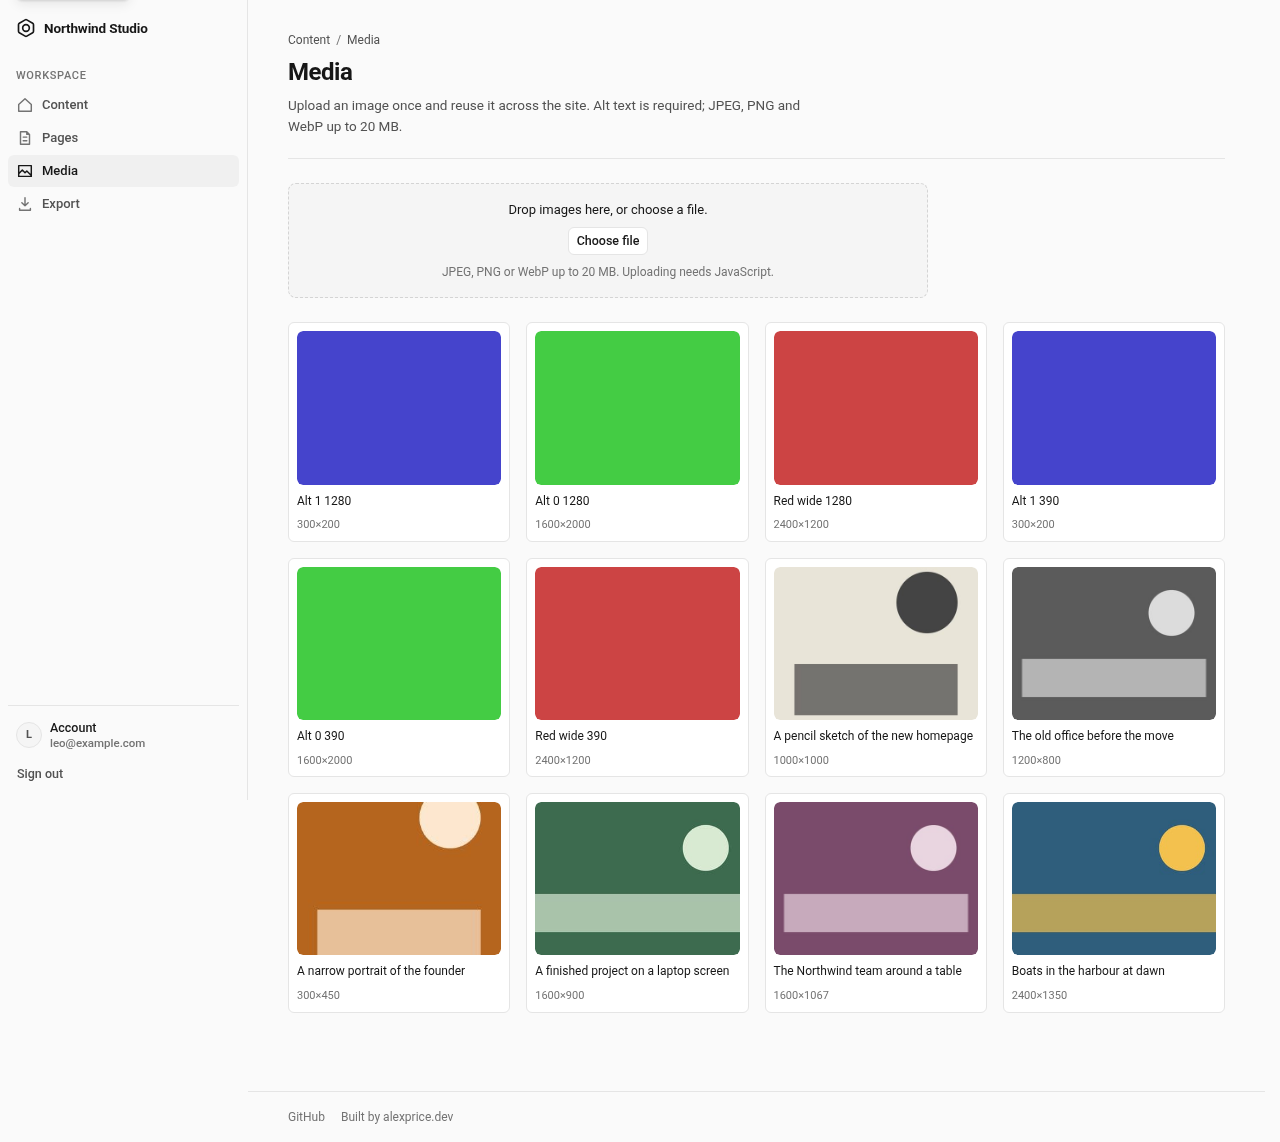 Northwind Studio
WORKSPACE
Content
Pages
Media
Export
Account
L
leo@example.com
Sign out
Content / Media
Media
Upload an image once and reuse it across the site. Alt text is required; JPEG, PNG and
WebP up to 20 MB.
Drop images here, or choose a file.
Choose file
JPEG, PNG or WebP up to 20 MB. Uploading needs JavaScript.
Alt 1 1280
300×200
Alt 0 1280
1600×2000
Red wide 1280
2400×1200
Alt 1 390
300×200
Alt 0 390
1600×2000
Red wide 390
2400×1200
A pencil sketch of the new homepage
1000×1000
The old office before the move
1200×800
A narrow portrait of the founder
300×450
A finished project on a laptop screen
1600×900
The Northwind team around a table
1600×1067
Boats in the harbour at dawn
2400×1350
GitHub
Built by alexprice.dev